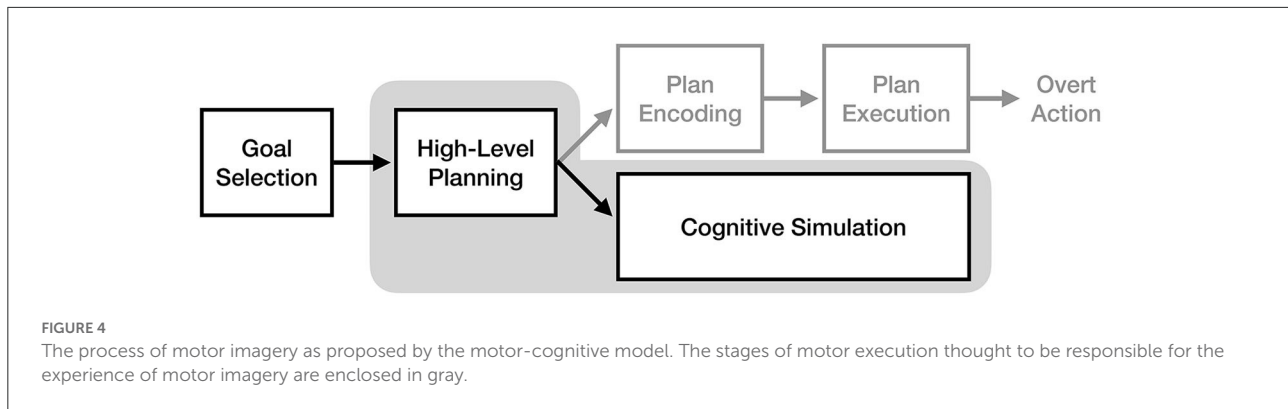 Goal
Selection
High-Level
Planning
Plan
Encoding
Plan
Execution
Overt
Action
Cognitive Simulation
FIGURE 4
The process of motor imagery as proposed by the motor-cognitive model. The stages of motor execution thought to be responsible for the
experience of motor imagery are enclosed in gray.